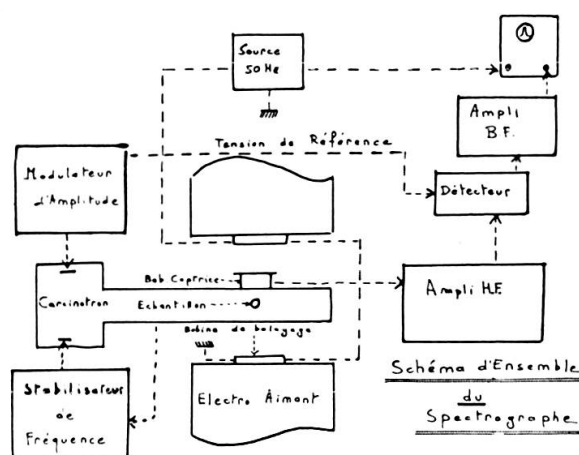 Source
50 Hz
Ampli
B.F.
Tension de Référence
Modulateur
d'Amplitude
Détecteur
Bob Captrice
Carcinotron
Echantillon
Ampli H.F.
Bobine de balayage
Schéma d'Ensemble
du
Spectrographe
Stabilisateur
de
Fréquence
Electro Aimant